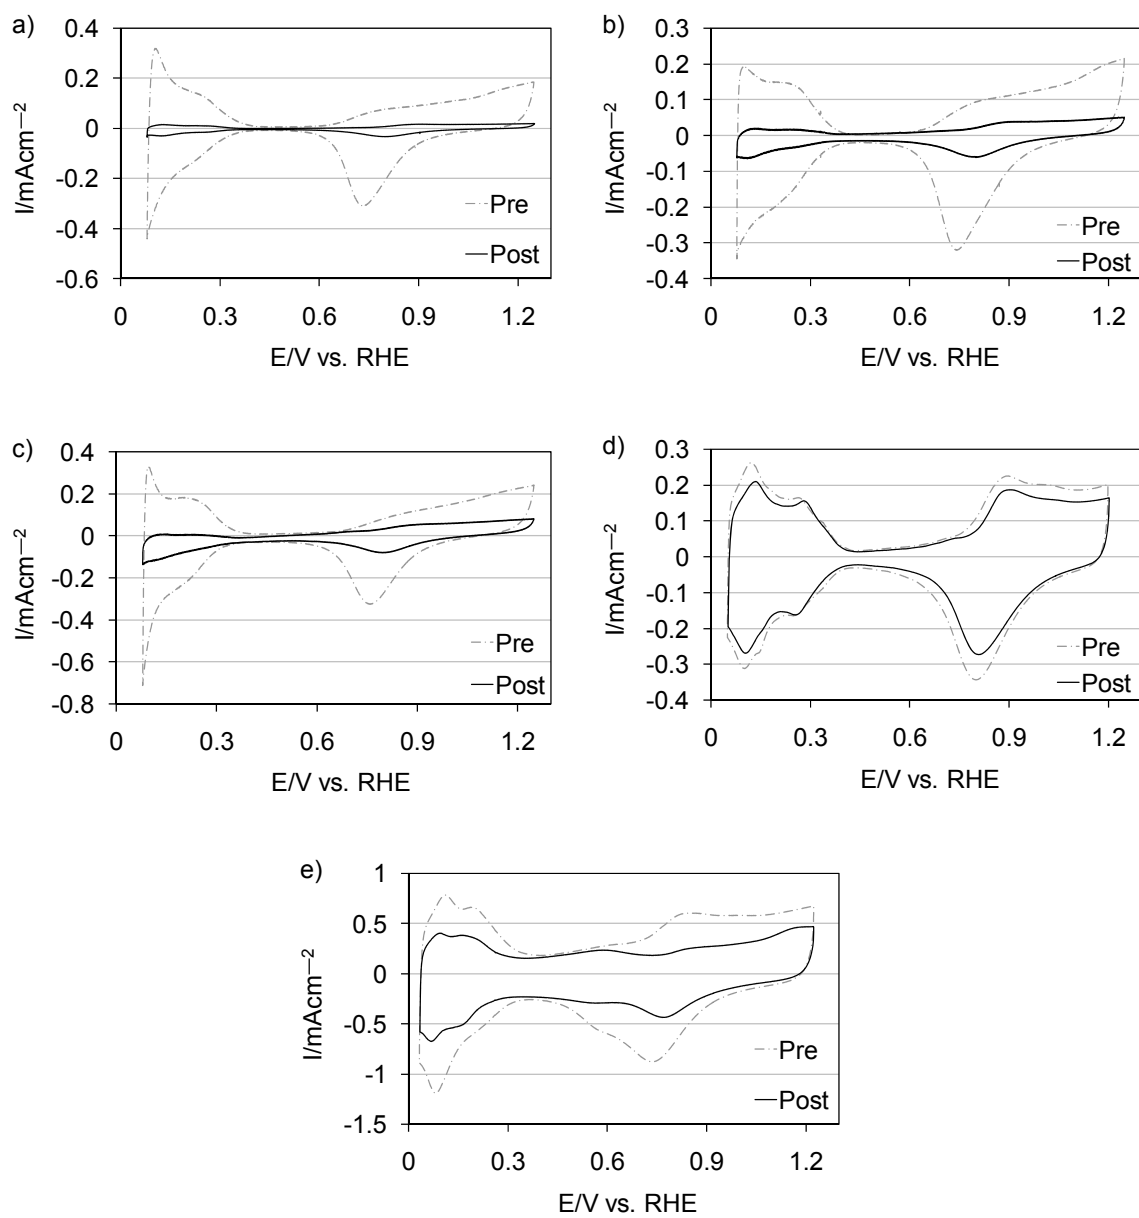 a)
0.4
0.2
0
-0.2
-0.4
-0.6
I/mAcm⁻²
Pre
Post
0 0.3 0.6 0.9 1.2
E/V vs. RHE
b)
0.3
0.2
0.1
0
-0.1
-0.2
-0.3
-0.4
I/mAcm⁻²
Pre
Post
0 0.3 0.6 0.9 1.2
E/V vs. RHE
c)
0.4
0.2
0
-0.2
-0.4
-0.6
-0.8
I/mAcm⁻²
Pre
Post
0 0.3 0.6 0.9 1.2
E/V vs. RHE
d)
0.3
0.2
0.1
0
-0.1
-0.2
-0.3
-0.4
I/mAcm⁻²
Pre
Post
0 0.3 0.6 0.9 1.2
E/V vs. RHE
e)
1
0.5
0
-0.5
-1
-1.5
I/mAcm⁻²
Pre
Post
0 0.3 0.6 0.9 1.2
E/V vs. RHE